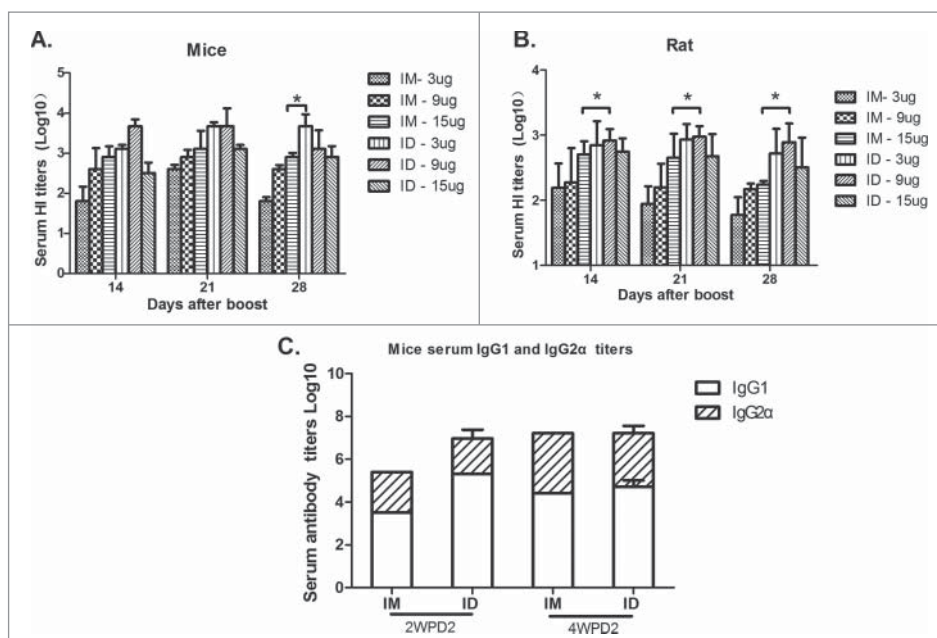 A.
Mice
Serum HI titers (Log10)
5
4
3
2
1
0
14
21
28
Days after boost
*
IM- 3ug
IM - 9ug
IM - 15ug
ID - 3ug
ID - 9ug
ID - 15ug
B.
Rat
Serum HI titers (Log10)
4
3
2
1
14
21
28
Days after boost
*
*
*
IM- 3ug
IM - 9ug
IM - 15ug
ID - 3ug
ID - 9ug
ID - 15ug
C.
Mice serum IgG1 and IgG2α titers
Serum antibody titers Log10
10
8
6
4
2
0
IM
ID
IM
ID
2WPD2
4WPD2
IgG1
IgG2α